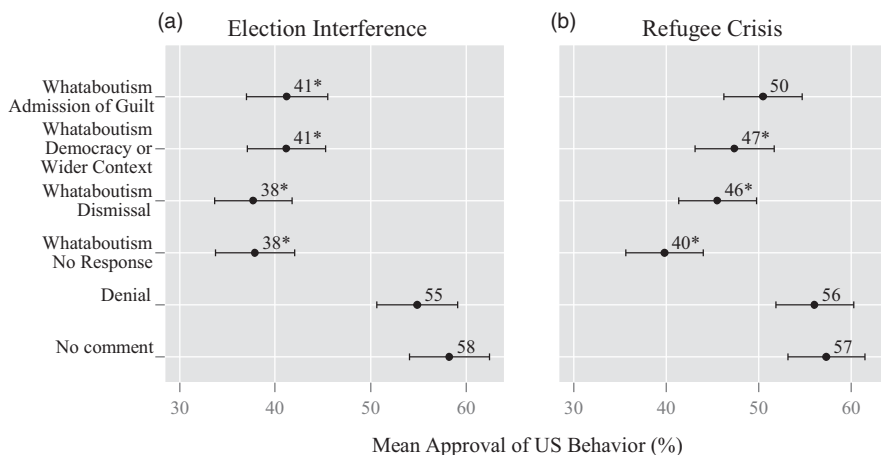 (a) Election Interference
(b) Refugee Crisis
Whataboutism
Admission of Guilt
41*
50
Whataboutism
Democracy or
Wider Context
41*
47*
Whataboutism
Dismissal
38*
46*
Whataboutism
No Response
38*
40*
Denial
55
56
No comment
58
57
30 40 50 60
30 40 50 60
Mean Approval of US Behavior (%)